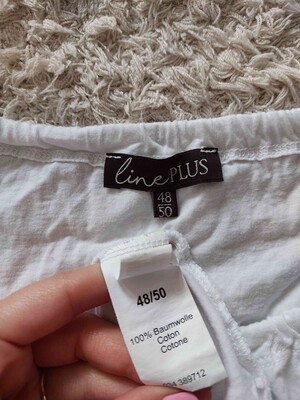 line PLUS
48
50
48/50
100% Baumwolle
Coton
Cotone
389712